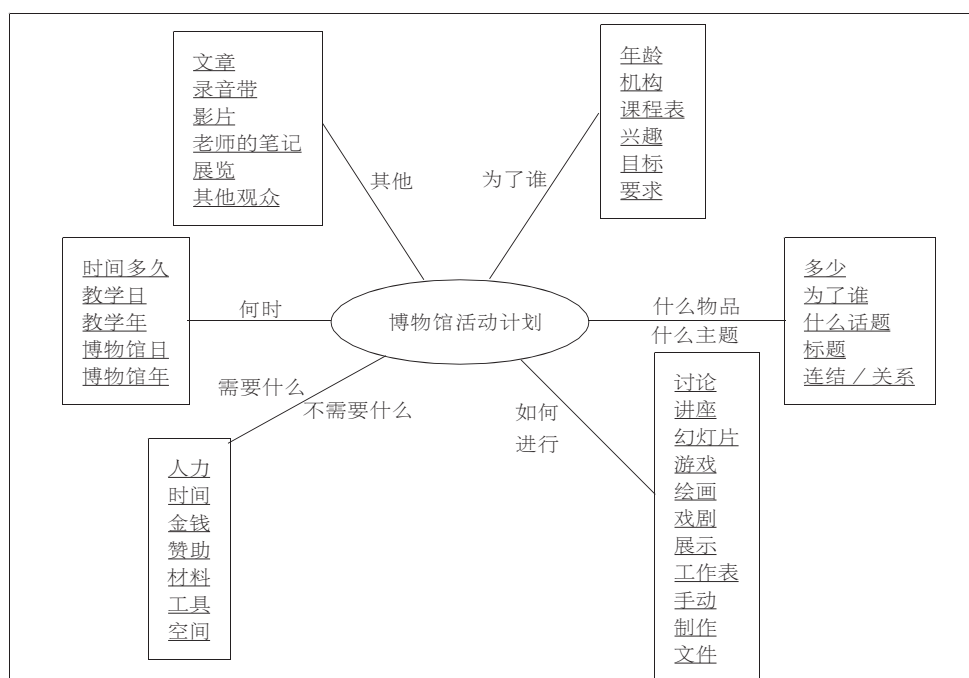 文章
录音带
影片
老师的笔记
展览
其他观众
其他
为了谁
年龄
机构
课程表
兴趣
目标
要求
时间多久
教学日
教学年
博物馆日
博物馆年
何时
博物馆活动计划
什么物品
什么主题
多少
为了谁
什么话题
标题
连结／关系
需要什么
不需要什么
人力
时间
金钱
赞助
材料
工具
空间
如何
进行
讨论
讲座
幻灯片
游戏
绘画
戏剧
展示
工作表
手动
制作
文件